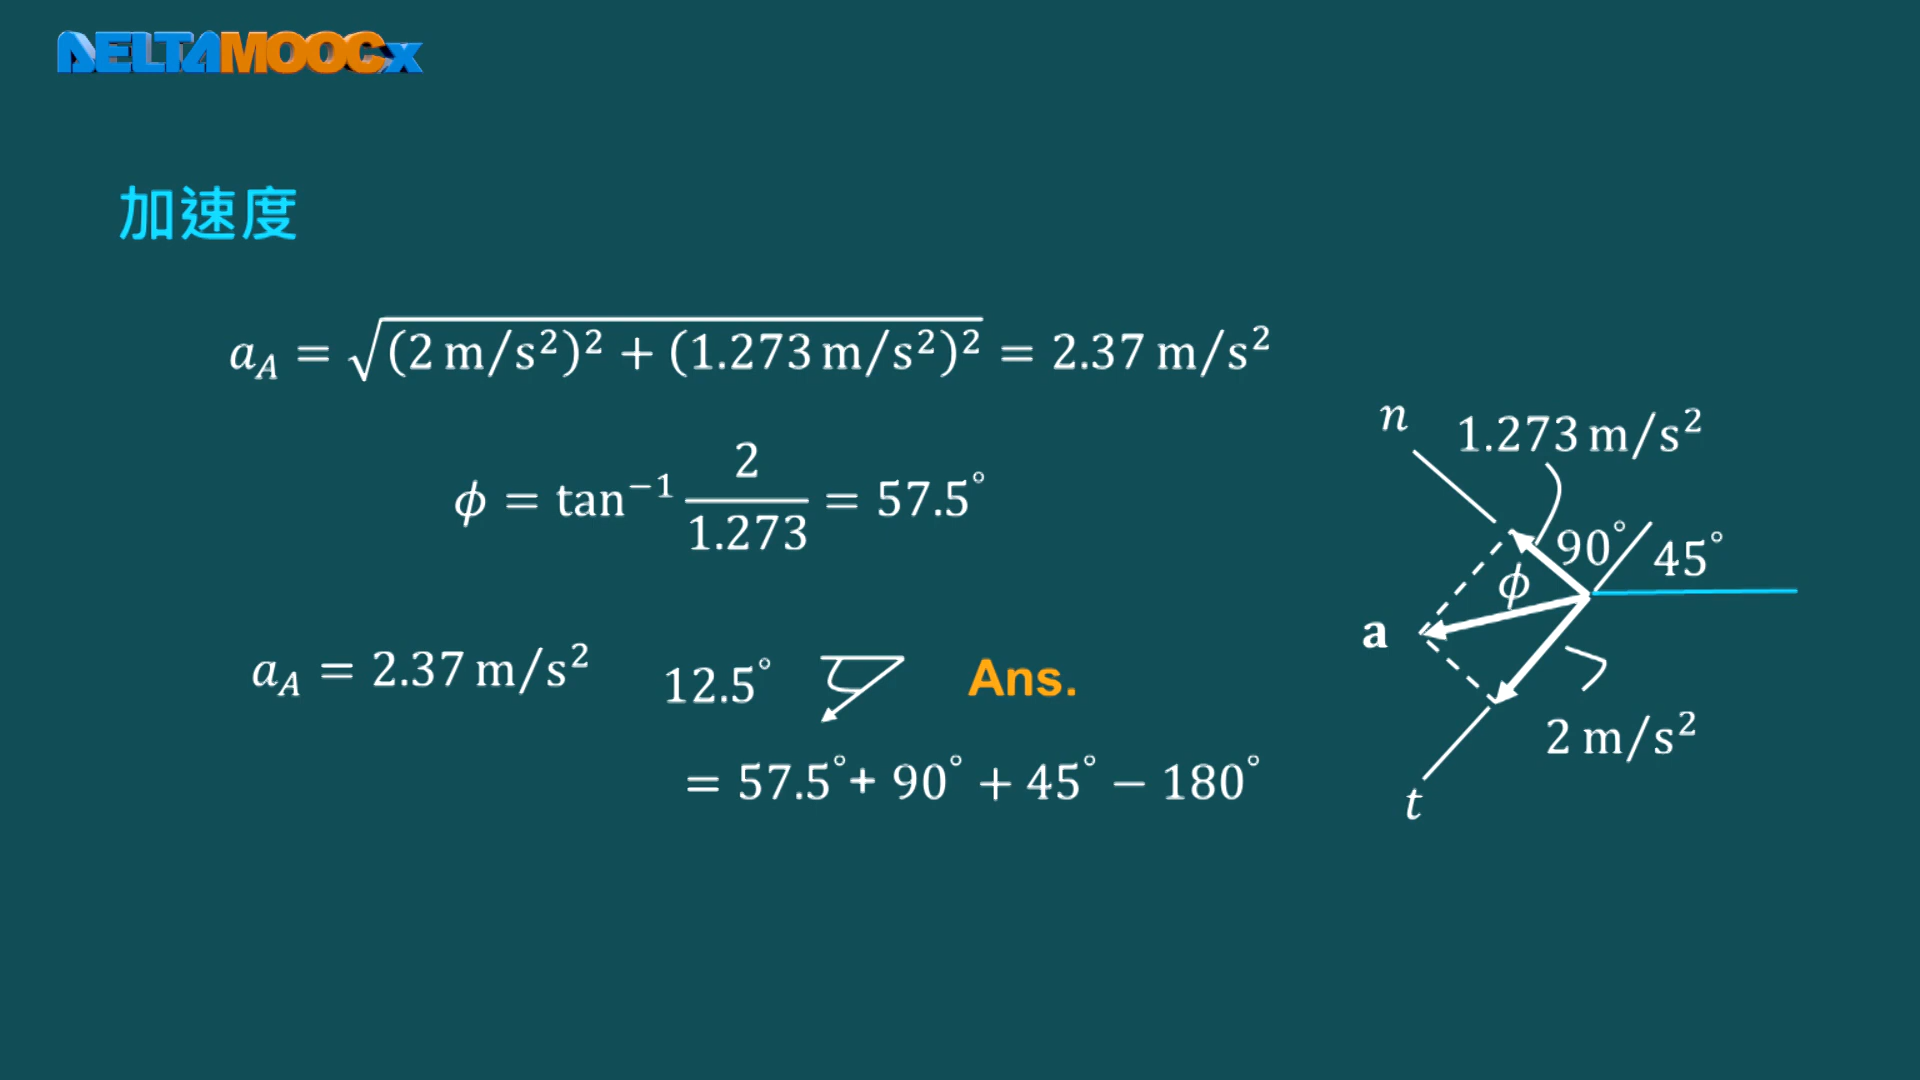 DELTAMOOCx
加速度
a_A = √((2 m/s²)² + (1.273 m/s²)²) = 2.37 m/s²
ϕ = tan⁻¹ 2/1.273 = 57.5°
a_A = 2.37 m/s² 12.5° Ans.
= 57.5° + 90° + 45° − 180°
n
1.273 m/s²
90°
45°
ϕ
a
2 m/s²
t